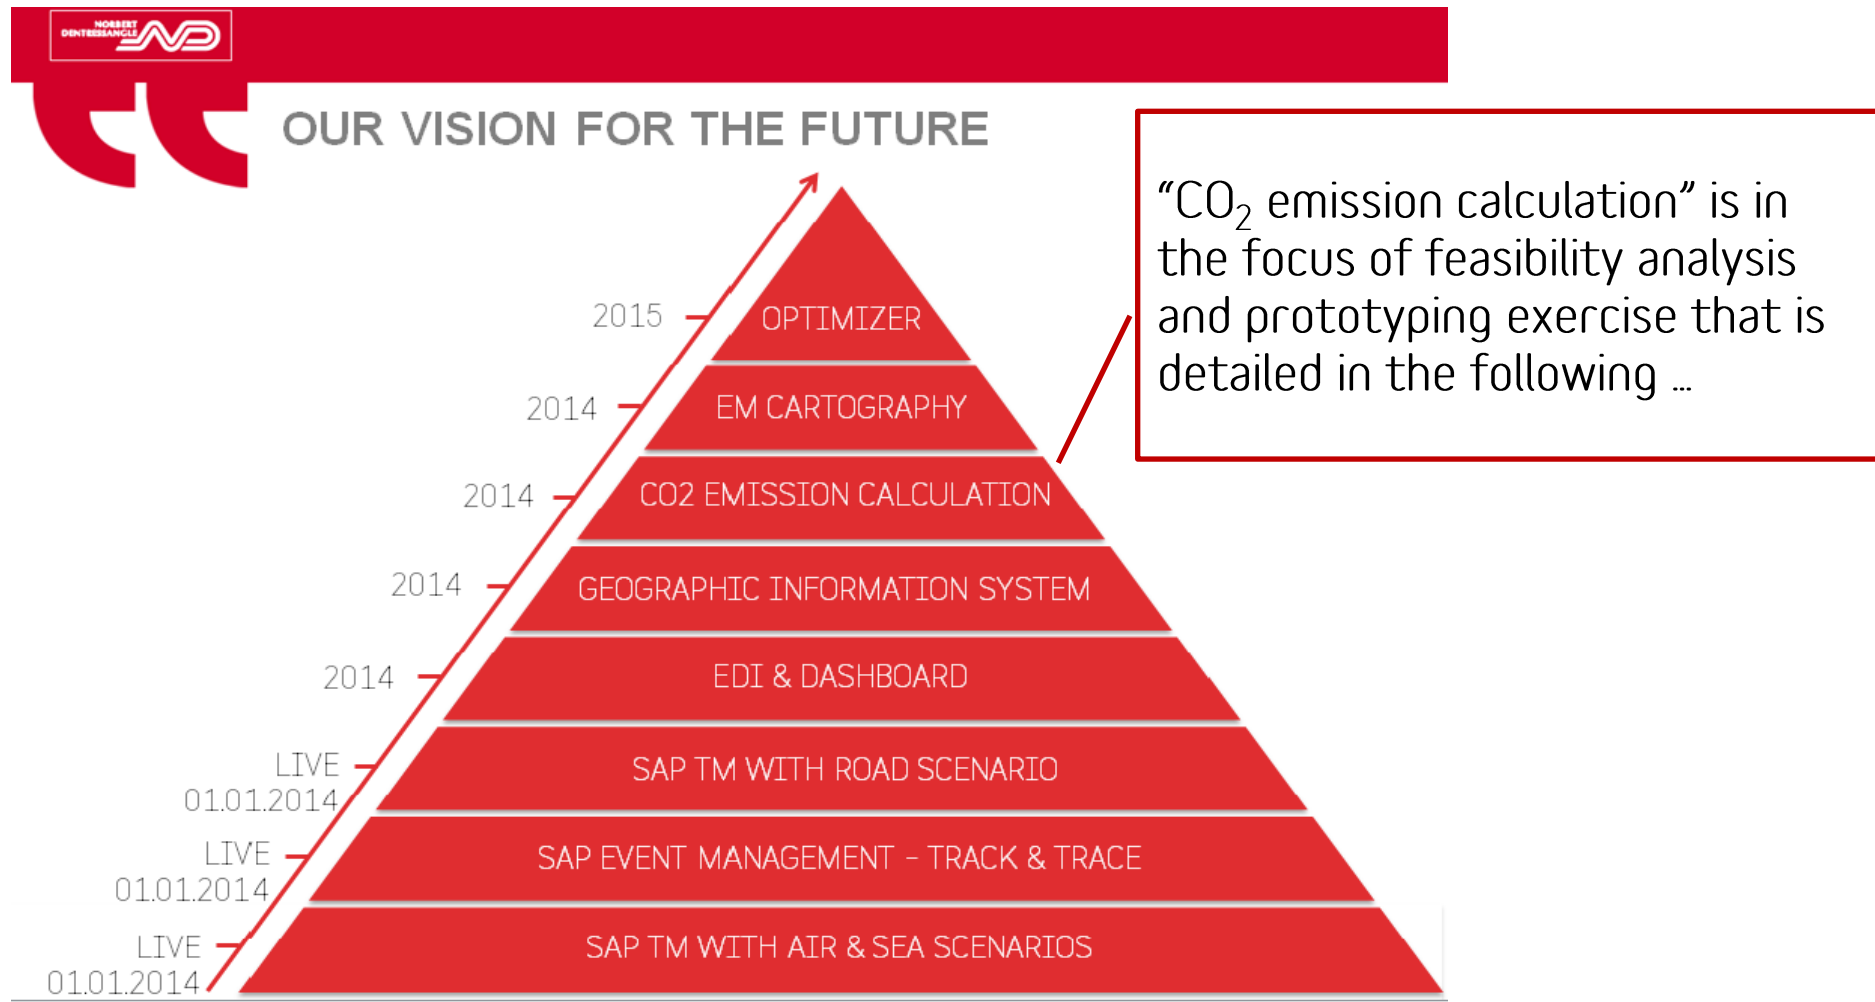 NORBERT
DENTRESSANGLE
OUR VISION FOR THE FUTURE
“CO₂ emission calculation” is in
the focus of feasibility analysis
and prototyping exercise that is
detailed in the following ...
2015
OPTIMIZER
2014
EM CARTOGRAPHY
2014
CO2 EMISSION CALCULATION
2014
GEOGRAPHIC INFORMATION SYSTEM
2014
EDI & DASHBOARD
LIVE
01.01.2014
SAP TM WITH ROAD SCENARIO
LIVE
01.01.2014
SAP EVENT MANAGEMENT - TRACK & TRACE
LIVE
01.01.2014
SAP TM WITH AIR & SEA SCENARIOS